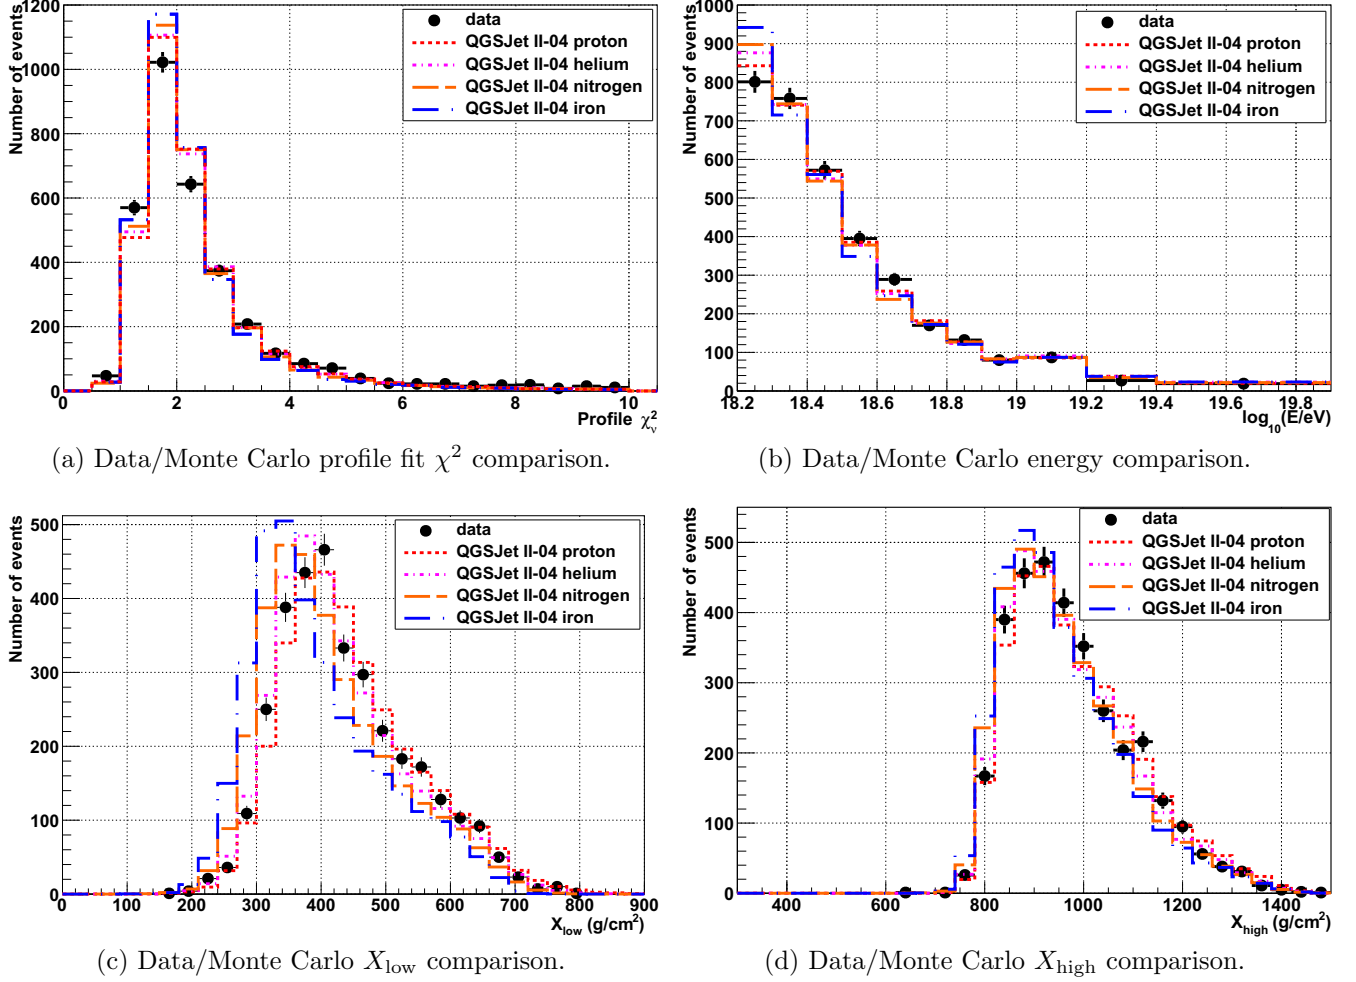 Number of events
1200
1000
800
600
400
200
0
data
QGSJet II-04 proton
QGSJet II-04 helium
QGSJet II-04 nitrogen
QGSJet II-04 iron
0 2 4 6 8 10
Profile χ²ᵥ
(a) Data/Monte Carlo profile fit χ² comparison.
Number of events
1000
900
800
700
600
500
400
300
200
100
0
data
QGSJet II-04 proton
QGSJet II-04 helium
QGSJet II-04 nitrogen
QGSJet II-04 iron
18.2 18.4 18.6 18.8 19 19.2 19.4 19.6 19.8
log₁₀(E/eV)
(b) Data/Monte Carlo energy comparison.
Number of events
500
400
300
200
100
0
data
QGSJet II-04 proton
QGSJet II-04 helium
QGSJet II-04 nitrogen
QGSJet II-04 iron
0 100 200 300 400 500 600 700 800 900
X_low (g/cm²)
(c) Data/Monte Carlo X_low comparison.
Number of events
500
400
300
200
100
0
data
QGSJet II-04 proton
QGSJet II-04 helium
QGSJet II-04 nitrogen
QGSJet II-04 iron
400 600 800 1000 1200 1400
X_high (g/cm²)
(d) Data/Monte Carlo X_high comparison.